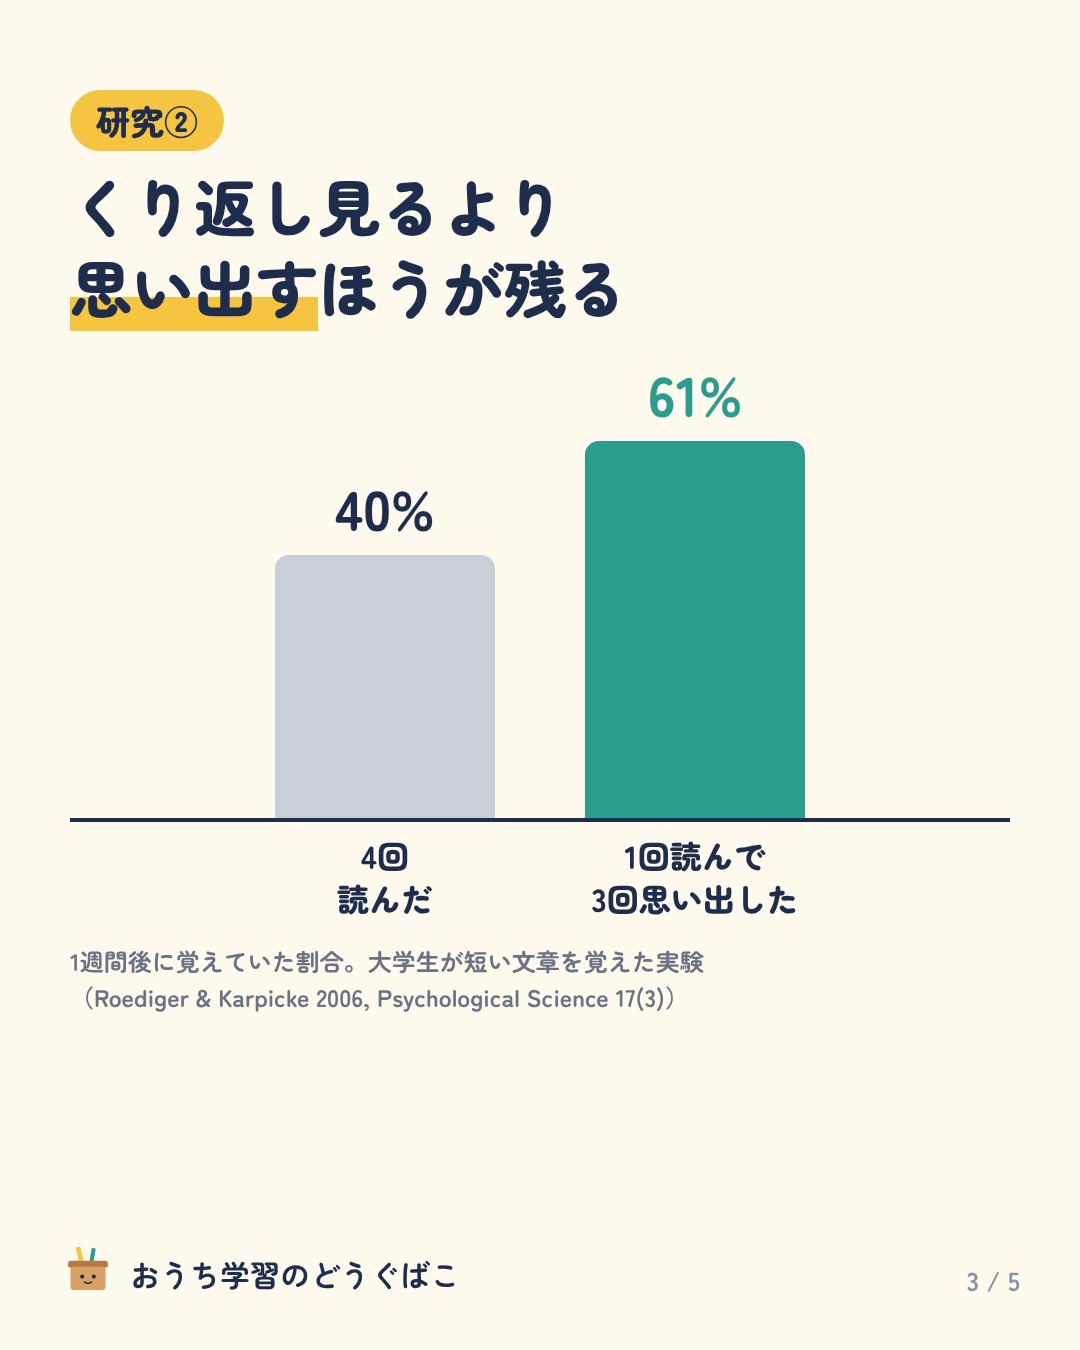 研究②
くり返し見るより
思い出すほうが残る
61%
40%
4回
読んだ
1回読んで
3回思い出した
1週間後に覚えていた割合。大学生が短い文章を覚えた実験
（Roediger & Karpicke 2006, Psychological Science 17(3)）
おうち学習のどうぐばこ
3 / 5